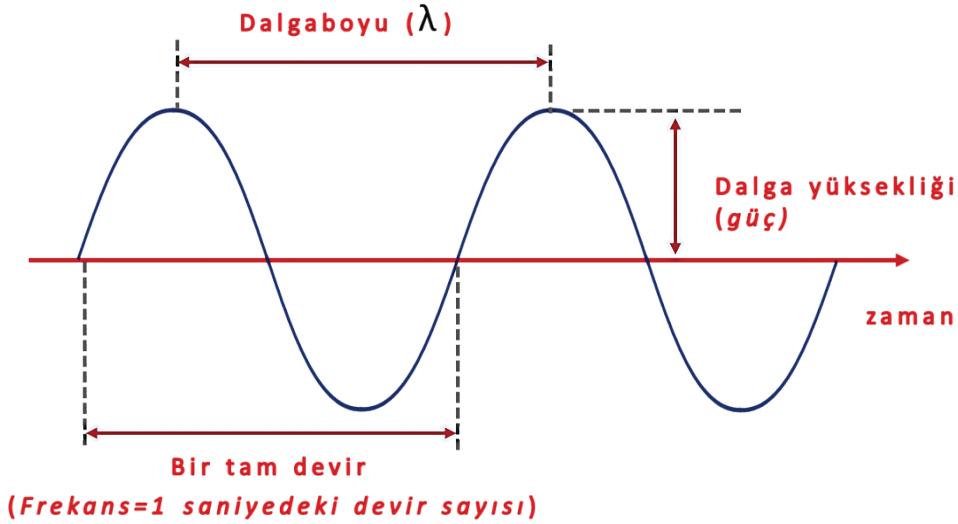 Dalgaboyu (λ)
Dalga yüksekliği
(güç)
zaman
Bir tam devir
(Frekans=1 saniyedeki devir sayısı)